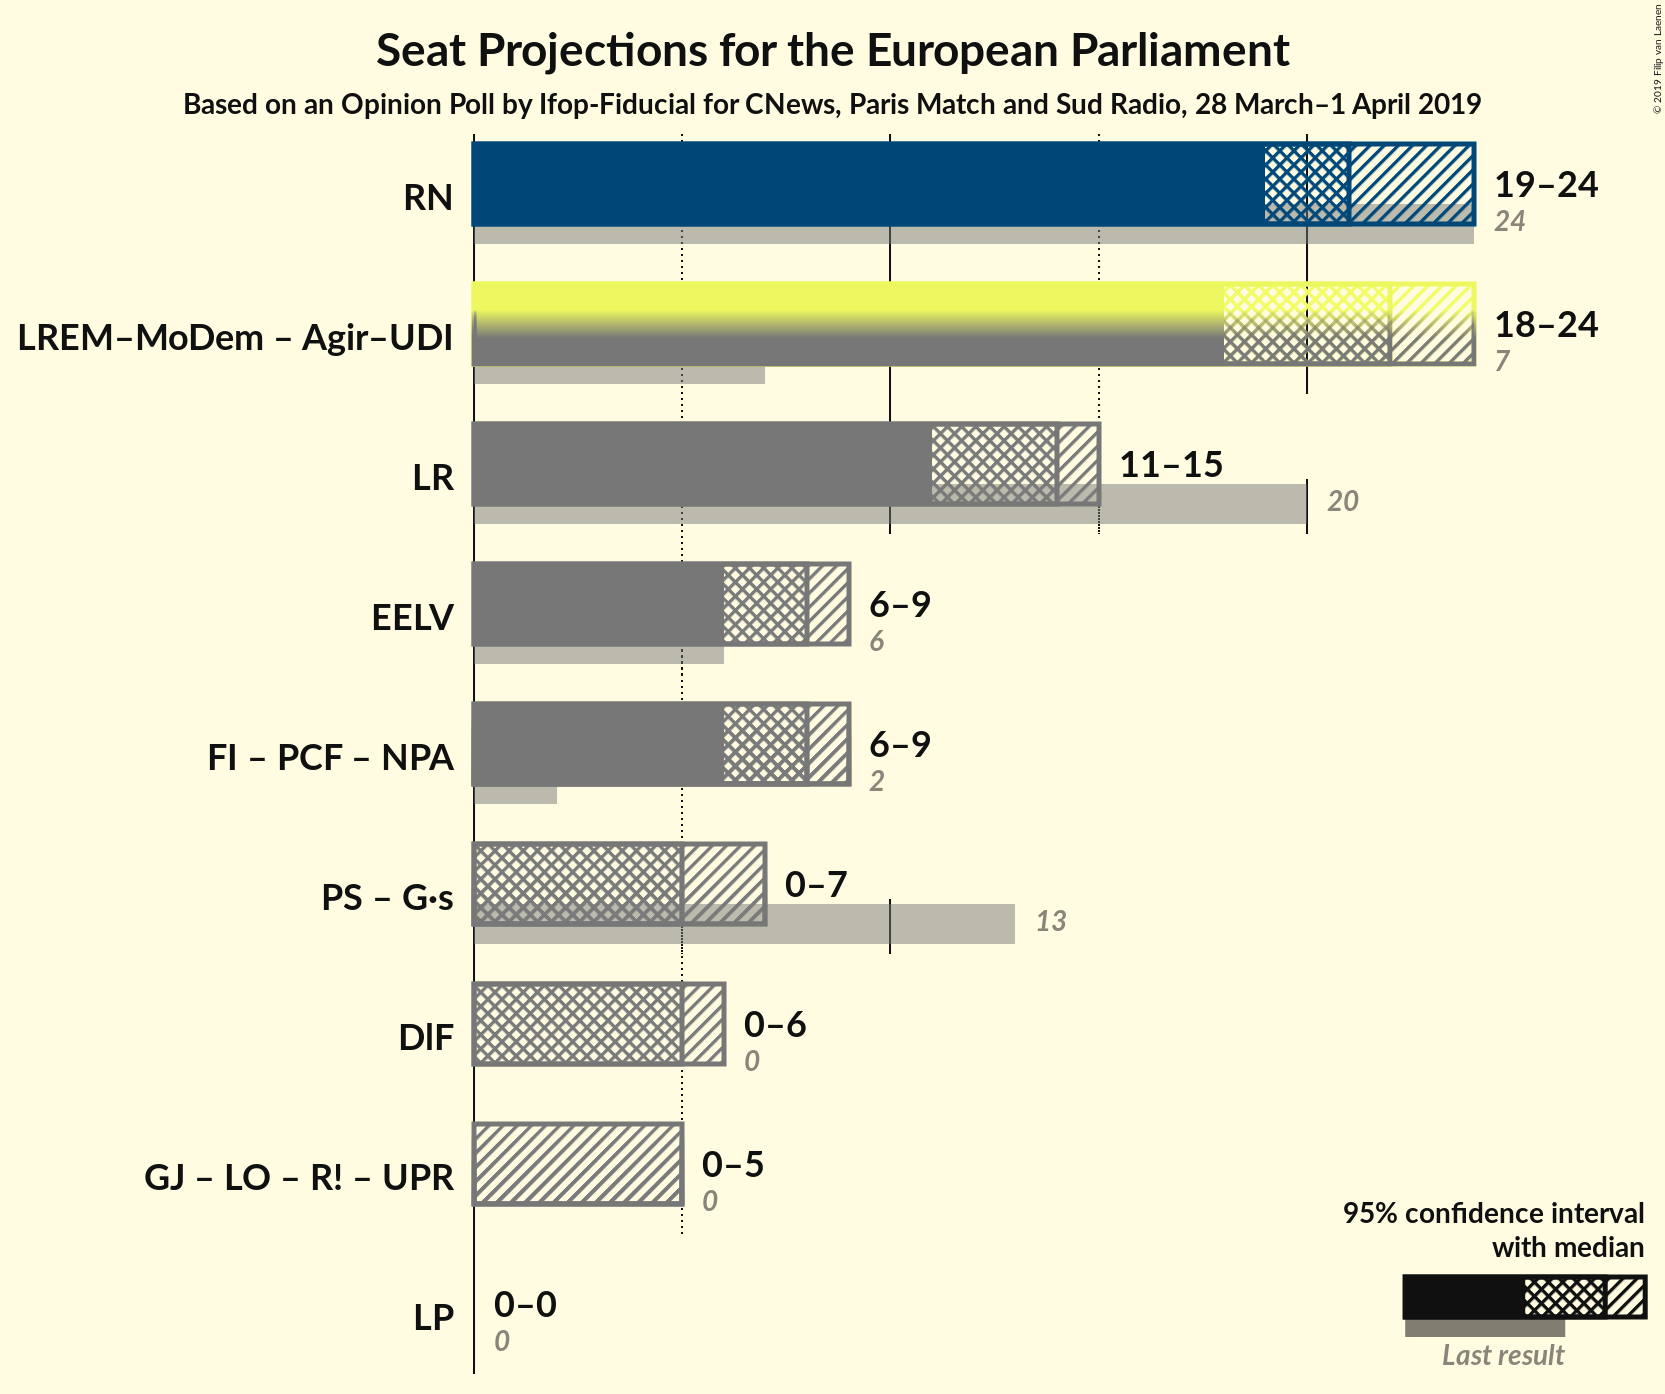 Seat Projections for the European Parliament
Based on an Opinion Poll by Ifop-Fiducial for CNews, Paris Match and Sud Radio, 28 March–1 April 2019
© 2019 Filip van Laenen
RN
19–24
24
LREM–MoDem – Agir–UDI
18–24
7
LR
11–15
20
EELV
6–9
6
FI – PCF – NPA
6–9
2
PS – G·s
0–7
13
DlF
0–6
0
GJ – LO – R! – UPR
0–5
0
LP
0–0
0
95% confidence interval
with median
Last result